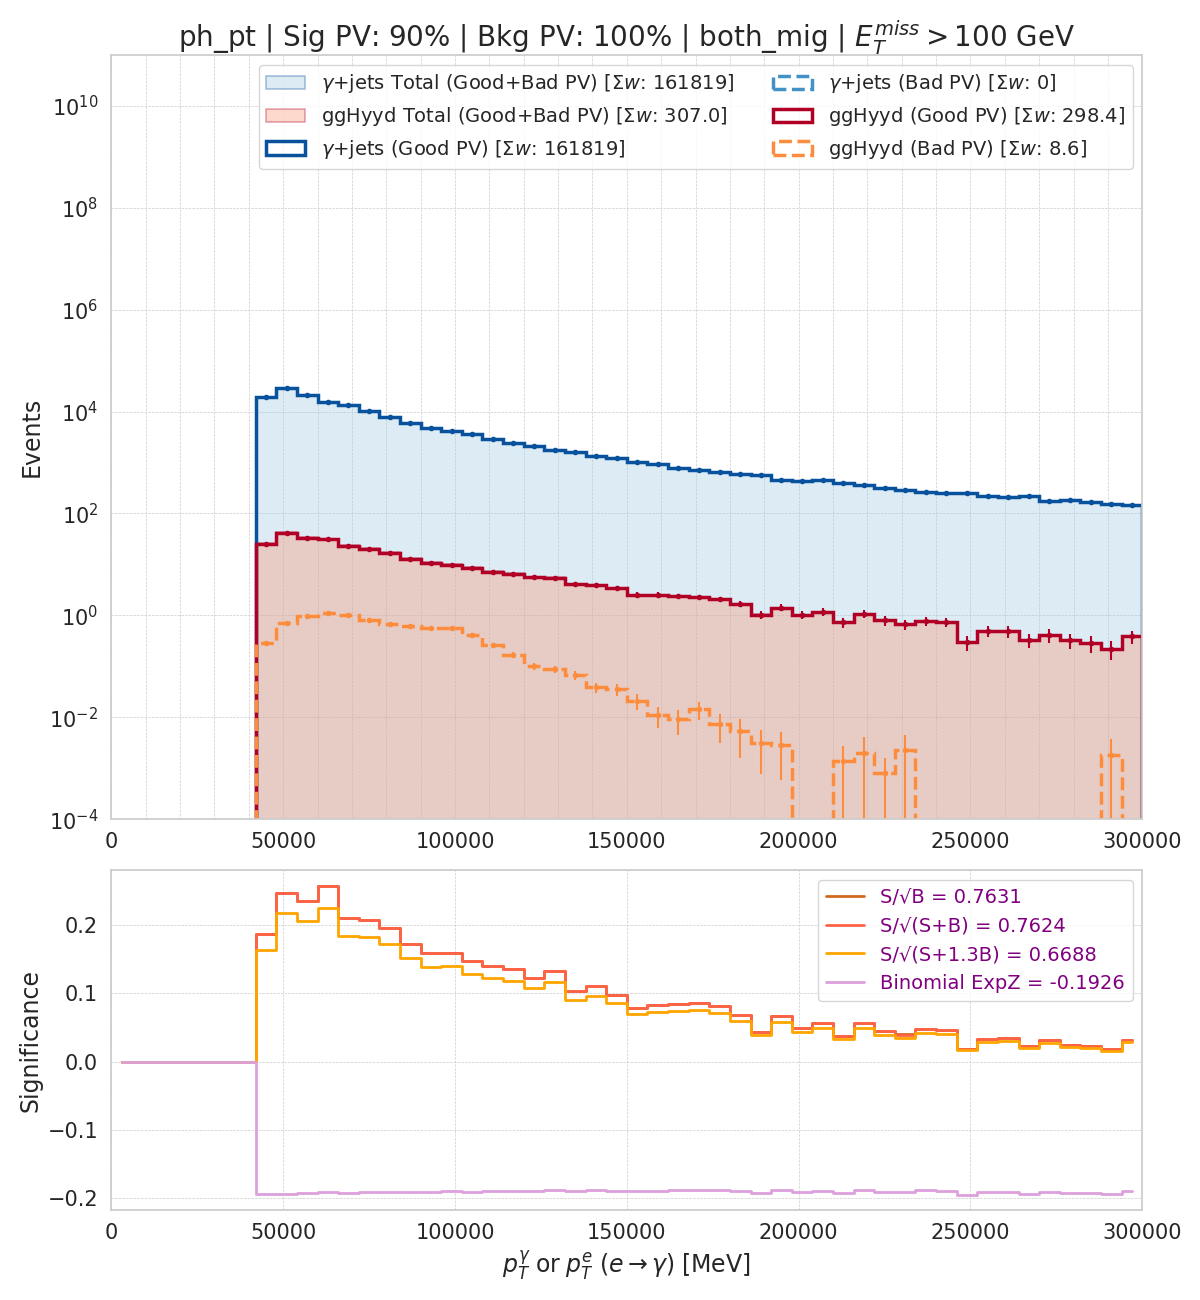 ph_pt | Sig PV: 90% | Bkg PV: 100% | both_mig | $E_T^{miss} > 100$ GeV
γ+jets Total (Good+Bad PV) [Σw: 161819]
ggHyyd Total (Good+Bad PV) [Σw: 307.0]
γ+jets (Good PV) [Σw: 161819]
γ+jets (Bad PV) [Σw: 0]
ggHyyd (Good PV) [Σw: 298.4]
ggHyyd (Bad PV) [Σw: 8.6]
Events
$10^{10}$
$10^{8}$
$10^{6}$
$10^{4}$
$10^{2}$
$10^{0}$
$10^{-2}$
$10^{-4}$
0 50000 100000 150000 200000 250000 300000
S/√B = 0.7631
S/√(S+B) = 0.7624
S/√(S+1.3B) = 0.6688
Binomial ExpZ = -0.1926
Significance
0.2
0.1
0.0
−0.1
−0.2
0 50000 100000 150000 200000 250000 300000
$p_T^γ$ or $p_T^e$ (e→γ) [MeV]